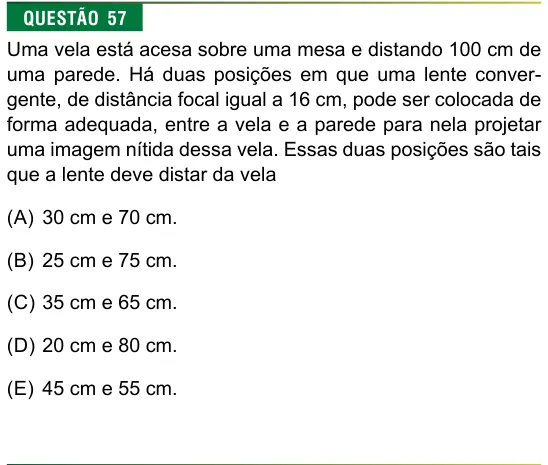 QUESTÃO 57
Uma vela está acesa sobre uma mesa e distando 100 cm de
uma parede. Há duas posições em que uma lente conver-
gente, de distância focal igual a 16 cm, pode ser colocada de
forma adequada, entre a vela e a parede para nela projetar
uma imagem nítida dessa vela. Essas duas posições são tais
que a lente deve distar da vela
(A) 30 cm e 70 cm.
(B) 25 cm e 75 cm.
(C) 35 cm e 65 cm.
(D) 20 cm e 80 cm.
(E) 45 cm e 55 cm.